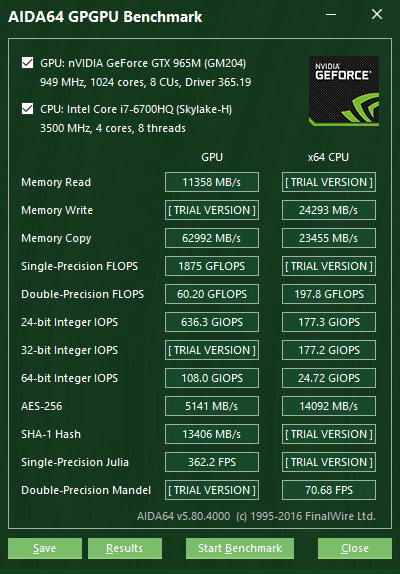 AIDA64 GPGPU Benchmark
GPU: nVIDIA GeForce GTX 965M (GM204)
949 MHz, 1024 cores, 8 CUs, Driver 365.19
CPU: Intel Core i7-6700HQ (Skylake-H)
3500 MHz, 4 cores, 8 threads
NVIDIA
GEFORCE
GPU x64 CPU
Memory Read 11358 MB/s [ TRIAL VERSION ]
Memory Write [ TRIAL VERSION ] 24293 MB/s
Memory Copy 62992 MB/s 23455 MB/s
Single-Precision FLOPS 1875 GFLOPS [ TRIAL VERSION ]
Double-Precision FLOPS 60.20 GFLOPS 197.8 GFLOPS
24-bit Integer IOPS 636.3 GIOPS 177.3 GIOPS
32-bit Integer IOPS [ TRIAL VERSION ] 177.2 GIOPS
64-bit Integer IOPS 108.0 GIOPS 24.72 GIOPS
AES-256 5141 MB/s 14092 MB/s
SHA-1 Hash 13406 MB/s [ TRIAL VERSION ]
Single-Precision Julia 362.2 FPS [ TRIAL VERSION ]
Double-Precision Mandel [ TRIAL VERSION ] 70.68 FPS
AIDA64 v5.80.4000 (c) 1995-2016 FinalWire Ltd.
Save Results Start Benchmark Close